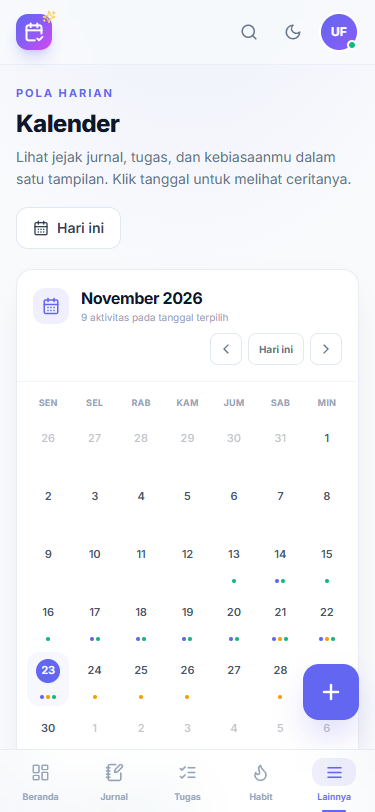 UF
POLA HARIAN
Kalender
Lihat jejak jurnal, tugas, dan kebiasaanmu dalam
satu tampilan. Klik tanggal untuk melihat ceritanya.
Hari ini
November 2026
9 aktivitas pada tanggal terpilih
Hari ini
SEN SEL RAB KAM JUM SAB MIN
26 27 28 29 30 31 1
2 3 4 5 6 7 8
9 10 11 12 13 14 15
16 17 18 19 20 21 22
23 24 25 26 27 28
30 1 2 3 4 5 6
Beranda Jurnal Tugas Habit Lainnya